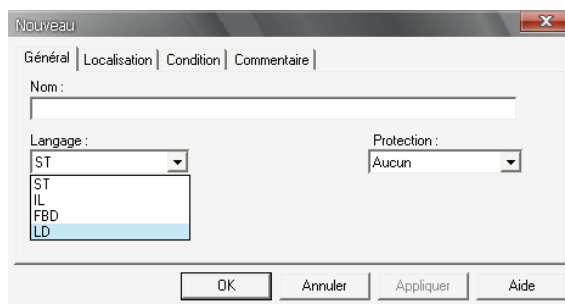 Nouveau
Général Localisation Condition Commentaire
Nom :
Langage : Protection :
ST Aucun
ST
IL
FBD
LD
OK Annuler Appliquer Aide